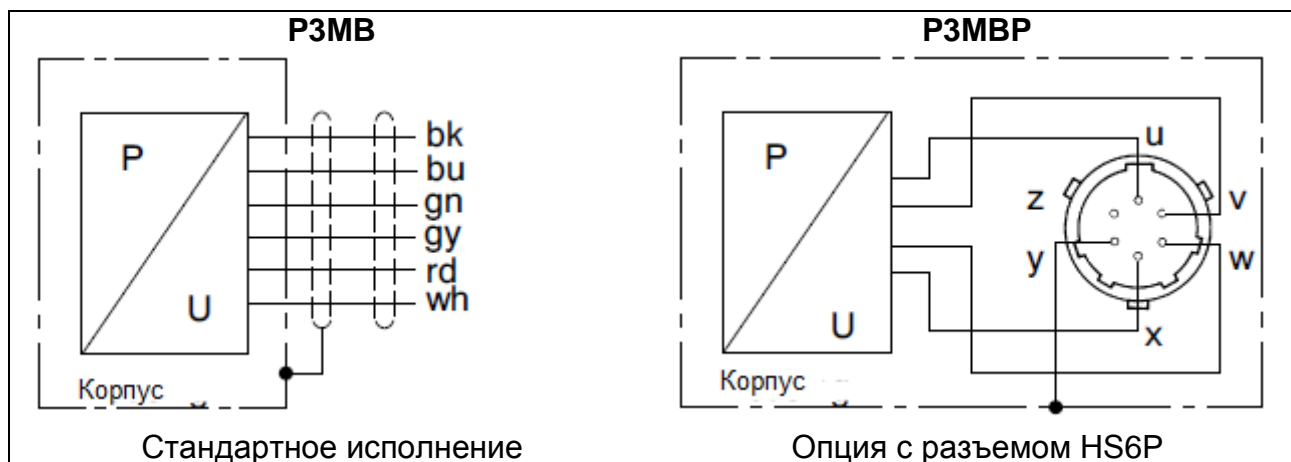 P3MB
P
U
bk
bu
gn
gy
rd
wh
Корпус
Стандартное исполнение
P3MBP
P
U
u
z
v
y
w
x
Корпус
Опция с разъемом HS6P